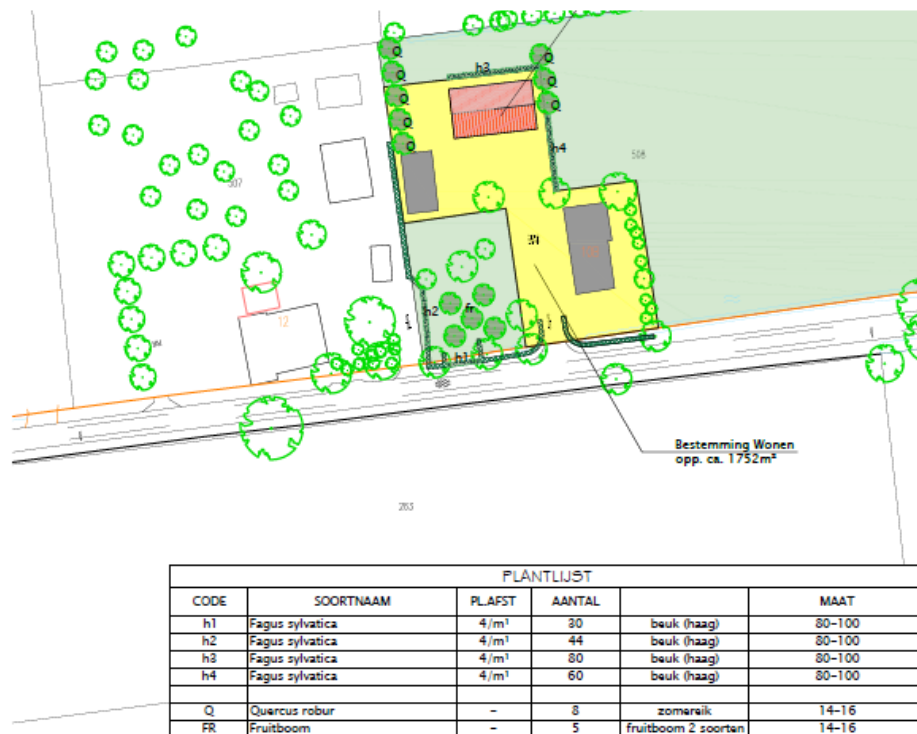 Q
Q
Q
Q
Q
h3
Q
Q
Q
h4
507
508
h2
fr
h1
12
Bestemming Wonen
opp. ca. 1752m²
263
PLANTLIJST
CODE SOORTNAAM PL.AFST AANTAL MAAT
h1 Fagus sylvatica 4/m¹ 30 beuk (haag) 80-100
h2 Fagus sylvatica 4/m¹ 44 beuk (haag) 80-100
h3 Fagus sylvatica 4/m¹ 80 beuk (haag) 80-100
h4 Fagus sylvatica 4/m¹ 60 beuk (haag) 80-100
Q Quercus robur - 8 zomereik 14-16
FR Fruitboom - 5 fruitboom 2 soorten 14-16